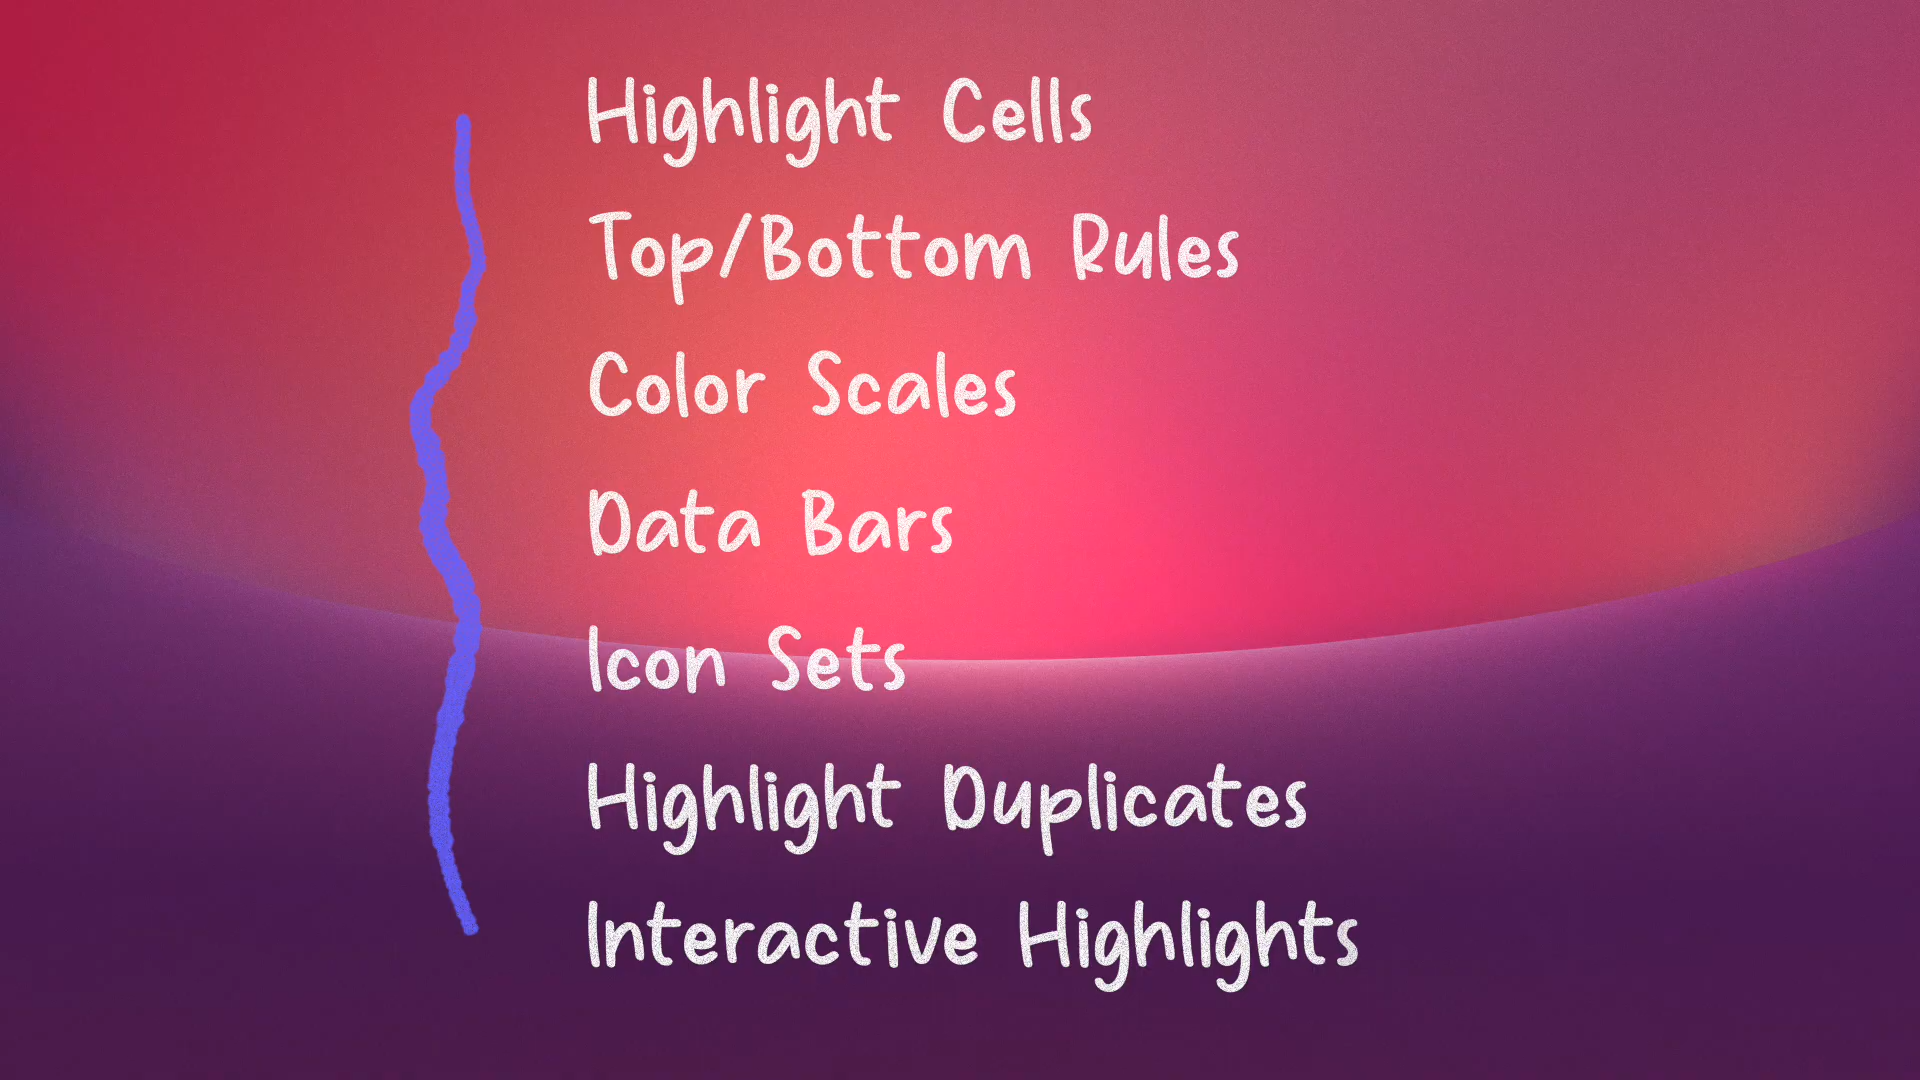 Highlight Cells
Top/Bottom Rules
Color Scales
Data Bars
Icon Sets
Highlight Duplicates
Interactive Highlights